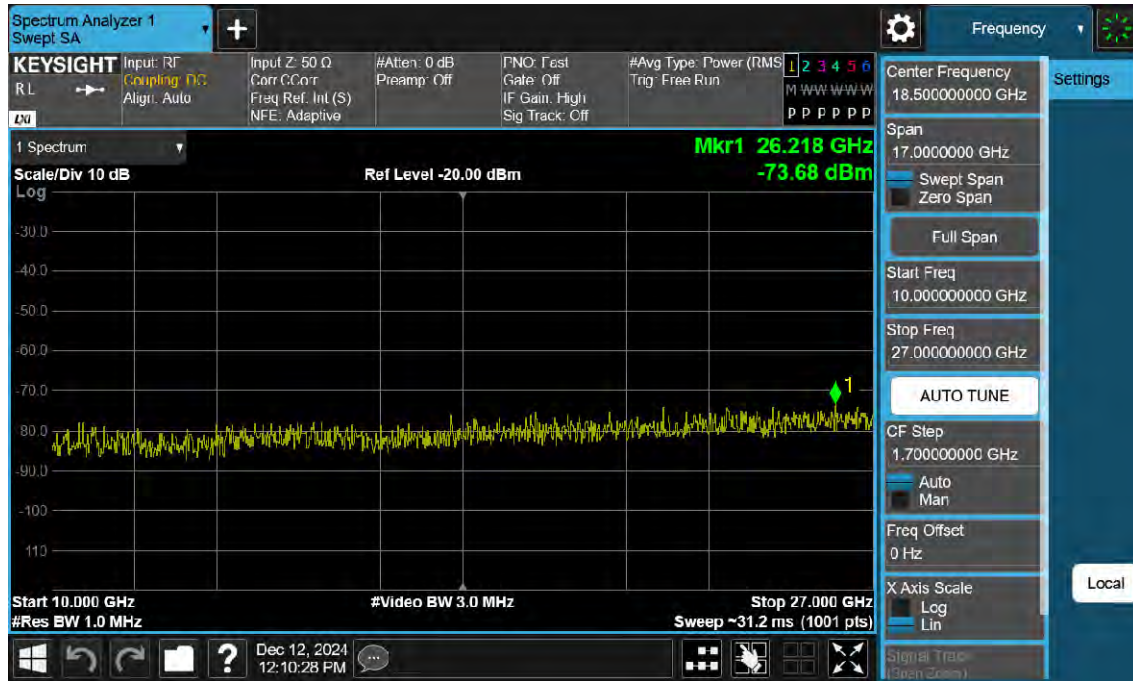 Spectrum Analyzer 1
Swept SA
+
Frequency
KEYSIGHT
RL
LXI
Input: RF
Coupling: DC
Align: Auto
Input Z: 50 Ω
Corr CCorr
Freq Ref: Int (S)
NFE: Adaptive
#Atten: 0 dB
Preamp: Off
PNO: Fast
Gate: Off
IF Gain: High
Sig Track: Off
#Avg Type: Power (RMS
Trig: Free Run
1 2 3 4 5 6
M W W W W W
P P P P P P
1 Spectrum
Scale/Div 10 dB
Log
Ref Level -20.00 dBm
Mkr1 26.218 GHz
-73.68 dBm
-30.0
-40.0
-50.0
-60.0
-70.0
80.0
-90.0
-100
110
1
Start 10.000 GHz
#Res BW 1.0 MHz
#Video BW 3.0 MHz
Stop 27.000 GHz
Sweep ~31.2 ms (1001 pts)
Dec 12, 2024
12:10:28 PM
?
Center Frequency
18.500000000 GHz
Span
17.0000000 GHz
Swept Span
Zero Span
Full Span
Start Freq
10.000000000 GHz
Stop Freq
27.000000000 GHz
AUTO TUNE
CF Step
1.700000000 GHz
Auto
Man
Freq Offset
0 Hz
X Axis Scale
Log
Lin
Signal Track
(Span Zoom)
Settings
Local